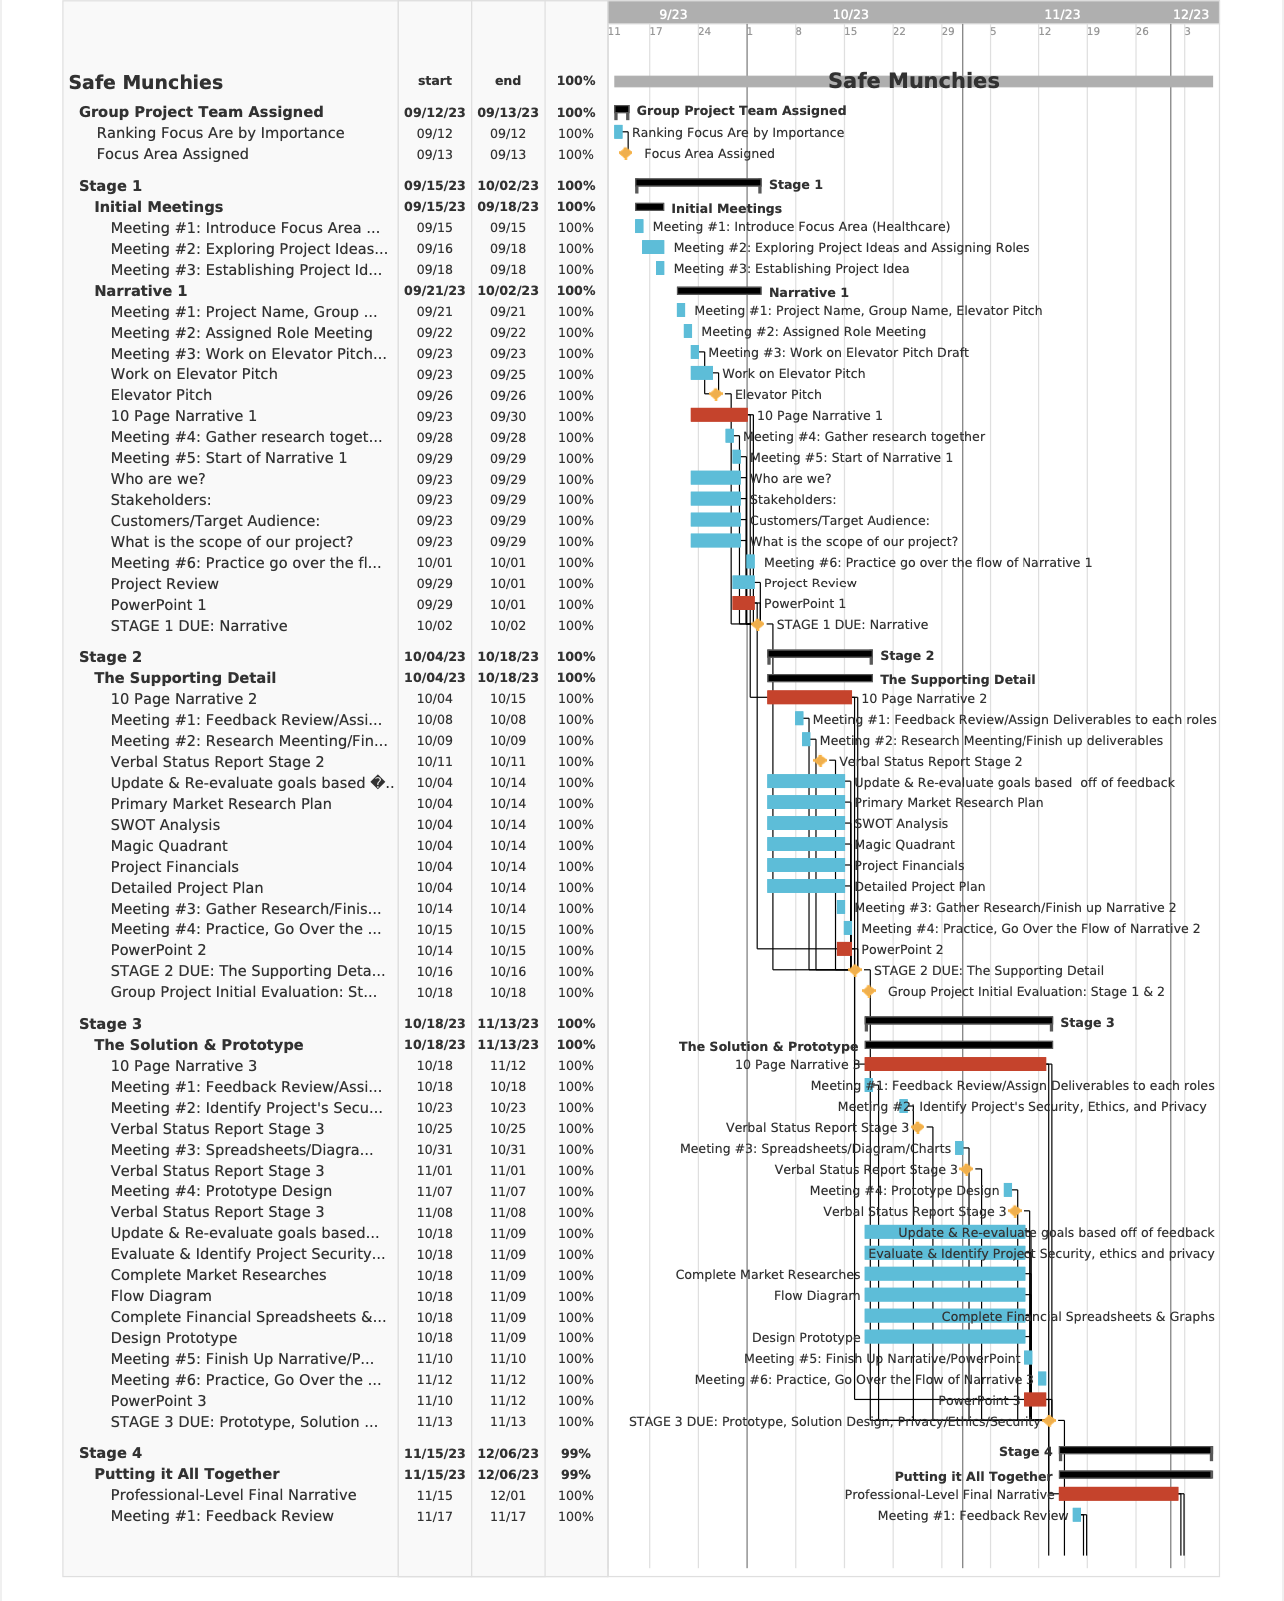 9/23 10/23 11/23 12/23
11 17 24 1 8 15 22 29 5 12 19 26 3
Safe Munchies start end 100% Safe Munchies
Group Project Team Assigned 09/12/23 09/13/23 100% Group Project Team Assigned
Ranking Focus Are by Importance 09/12 09/12 100% Ranking Focus Are by Importance
Focus Area Assigned 09/13 09/13 100% Focus Area Assigned
Stage 1 09/15/23 10/02/23 100% Stage 1
Initial Meetings 09/15/23 09/18/23 100% Initial Meetings
Meeting #1: Introduce Focus Area ... 09/15 09/15 100% Meeting #1: Introduce Focus Area (Healthcare)
Meeting #2: Exploring Project Ideas... 09/16 09/18 100% Meeting #2: Exploring Project Ideas and Assigning Roles
Meeting #3: Establishing Project Id... 09/18 09/18 100% Meeting #3: Establishing Project Idea
Narrative 1 09/21/23 10/02/23 100% Narrative 1
Meeting #1: Project Name, Group ... 09/21 09/21 100% Meeting #1: Project Name, Group Name, Elevator Pitch
Meeting #2: Assigned Role Meeting 09/22 09/22 100% Meeting #2: Assigned Role Meeting
Meeting #3: Work on Elevator Pitch... 09/23 09/23 100% Meeting #3: Work on Elevator Pitch Draft
Work on Elevator Pitch 09/23 09/25 100% Work on Elevator Pitch
Elevator Pitch 09/26 09/26 100% Elevator Pitch
10 Page Narrative 1 09/23 09/30 100% 10 Page Narrative 1
Meeting #4: Gather research toget... 09/28 09/28 100% Meeting #4: Gather research together
Meeting #5: Start of Narrative 1 09/29 09/29 100% Meeting #5: Start of Narrative 1
Who are we? 09/23 09/29 100% Who are we?
Stakeholders: 09/23 09/29 100% Stakeholders:
Customers/Target Audience: 09/23 09/29 100% Customers/Target Audience:
What is the scope of our project? 09/23 09/29 100% What is the scope of our project?
Meeting #6: Practice go over the fl... 10/01 10/01 100% Meeting #6: Practice go over the flow of Narrative 1
Project Review 09/29 10/01 100% Project Review
PowerPoint 1 09/29 10/01 100% PowerPoint 1
STAGE 1 DUE: Narrative 10/02 10/02 100% STAGE 1 DUE: Narrative
Stage 2 10/04/23 10/18/23 100% Stage 2
The Supporting Detail 10/04/23 10/18/23 100% The Supporting Detail
10 Page Narrative 2 10/04 10/15 100% 10 Page Narrative 2
Meeting #1: Feedback Review/Assi... 10/08 10/08 100% Meeting #1: Feedback Review/Assign Deliverables to each roles
Meeting #2: Research Meenting/Fin... 10/09 10/09 100% Meeting #2: Research Meenting/Finish up deliverables
Verbal Status Report Stage 2 10/11 10/11 100% Verbal Status Report Stage 2
Update & Re-evaluate goals based �.. 10/04 10/14 100% Update & Re-evaluate goals based  off of feedback
Primary Market Research Plan 10/04 10/14 100% Primary Market Research Plan
SWOT Analysis 10/04 10/14 100% SWOT Analysis
Magic Quadrant 10/04 10/14 100% Magic Quadrant
Project Financials 10/04 10/14 100% Project Financials
Detailed Project Plan 10/04 10/14 100% Detailed Project Plan
Meeting #3: Gather Research/Finis... 10/14 10/14 100% Meeting #3: Gather Research/Finish up Narrative 2
Meeting #4: Practice, Go Over the ... 10/15 10/15 100% Meeting #4: Practice, Go Over the Flow of Narrative 2
PowerPoint 2 10/14 10/15 100% PowerPoint 2
STAGE 2 DUE: The Supporting Deta... 10/16 10/16 100% STAGE 2 DUE: The Supporting Detail
Group Project Initial Evaluation: St... 10/18 10/18 100% Group Project Initial Evaluation: Stage 1 & 2
Stage 3 10/18/23 11/13/23 100% Stage 3
The Solution & Prototype 10/18/23 11/13/23 100% The Solution & Prototype
10 Page Narrative 3 10/18 11/12 100% 10 Page Narrative 3
Meeting #1: Feedback Review/Assi... 10/18 10/18 100% Meeting #1: Feedback Review/Assign Deliverables to each roles
Meeting #2: Identify Project's Secu... 10/23 10/23 100% Meeting #2: Identify Project's Security, Ethics, and Privacy
Verbal Status Report Stage 3 10/25 10/25 100% Verbal Status Report Stage 3
Meeting #3: Spreadsheets/Diagra... 10/31 10/31 100% Meeting #3: Spreadsheets/Diagram/Charts
Verbal Status Report Stage 3 11/01 11/01 100% Verbal Status Report Stage 3
Meeting #4: Prototype Design 11/07 11/07 100% Meeting #4: Prototype Design
Verbal Status Report Stage 3 11/08 11/08 100% Verbal Status Report Stage 3
Update & Re-evaluate goals based... 10/18 11/09 100% Update & Re-evaluate goals based off of feedback
Evaluate & Identify Project Security... 10/18 11/09 100% Evaluate & Identify Project Security, ethics and privacy
Complete Market Researches 10/18 11/09 100% Complete Market Researches
Flow Diagram 10/18 11/09 100% Flow Diagram
Complete Financial Spreadsheets &... 10/18 11/09 100% Complete Financial Spreadsheets & Graphs
Design Prototype 10/18 11/09 100% Design Prototype
Meeting #5: Finish Up Narrative/P... 11/10 11/10 100% Meeting #5: Finish Up Narrative/PowerPoint
Meeting #6: Practice, Go Over the ... 11/12 11/12 100% Meeting #6: Practice, Go Over the Flow of Narrative 3
PowerPoint 3 11/10 11/12 100% PowerPoint 3
STAGE 3 DUE: Prototype, Solution ... 11/13 11/13 100% STAGE 3 DUE: Prototype, Solution Design, Privacy/Ethics/Security
Stage 4 11/15/23 12/06/23 99% Stage 4
Putting it All Together 11/15/23 12/06/23 99% Putting it All Together
Professional-Level Final Narrative 11/15 12/01 100% Professional-Level Final Narrative
Meeting #1: Feedback Review 11/17 11/17 100% Meeting #1: Feedback Review